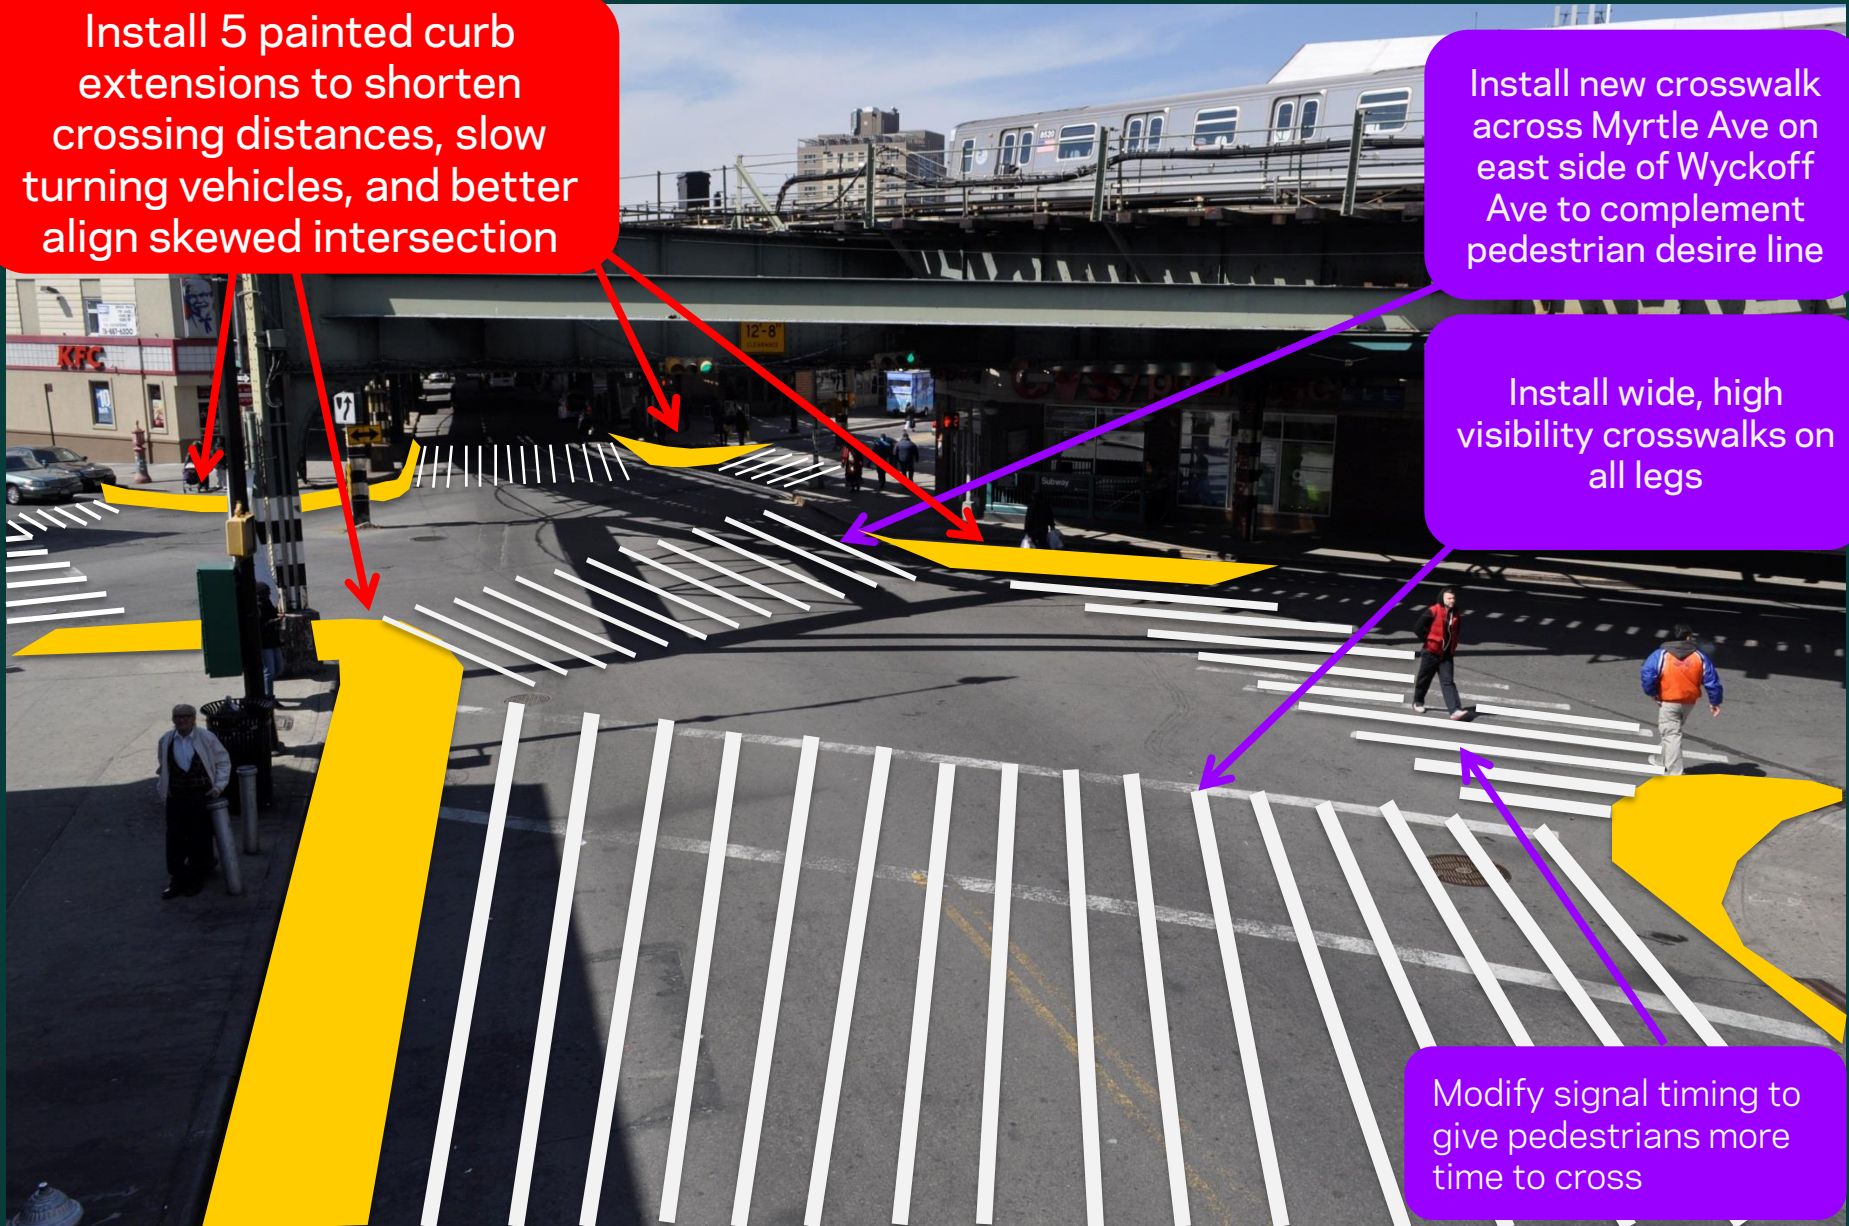 Install 5 painted curb
extensions to shorten
crossing distances, slow
turning vehicles, and better
align skewed intersection
Install new crosswalk
across Myrtle Ave on
east side of Wyckoff
Ave to complement
pedestrian desire line
Install wide, high
visibility crosswalks on
all legs
KFC
12'-8"
CLEARANCE
Subway
Modify signal timing to
give pedestrians more
time to cross